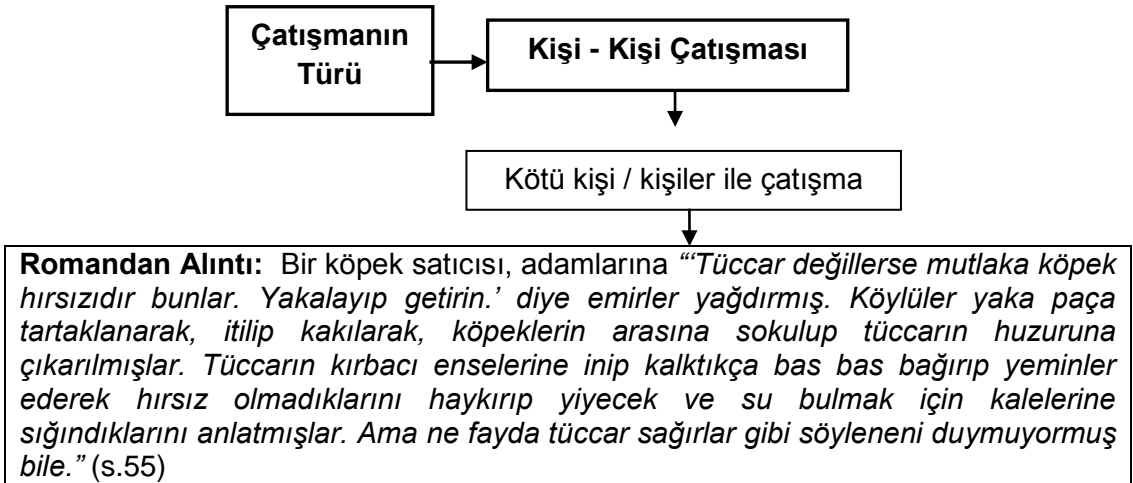 Çatışmanın
Türü
Kişi - Kişi Çatışması
Kötü kişi / kişiler ile çatışma
Romandan Alıntı: Bir köpek satıcısı, adamlarına “‘Tüccar değillerse mutlaka köpek
hırsızıdır bunlar. Yakalayıp getirin.’ diye emirler yağdırmış. Köylüler yaka paça
tartaklanarak, itilip kakılarak, köpeklerin arasına sokulup tüccarın huzuruna
çıkarılmışlar. Tüccarın kırbacı enselerine inip kalktıkça bas bas bağırıp yeminler
ederek hırsız olmadıklarını haykırıp yiyecek ve su bulmak için kalelerine
sığındıklarını anlatmışlar. Ama ne fayda tüccar sağırlar gibi söyleneni duymuyormuş
bile.” (s.55)